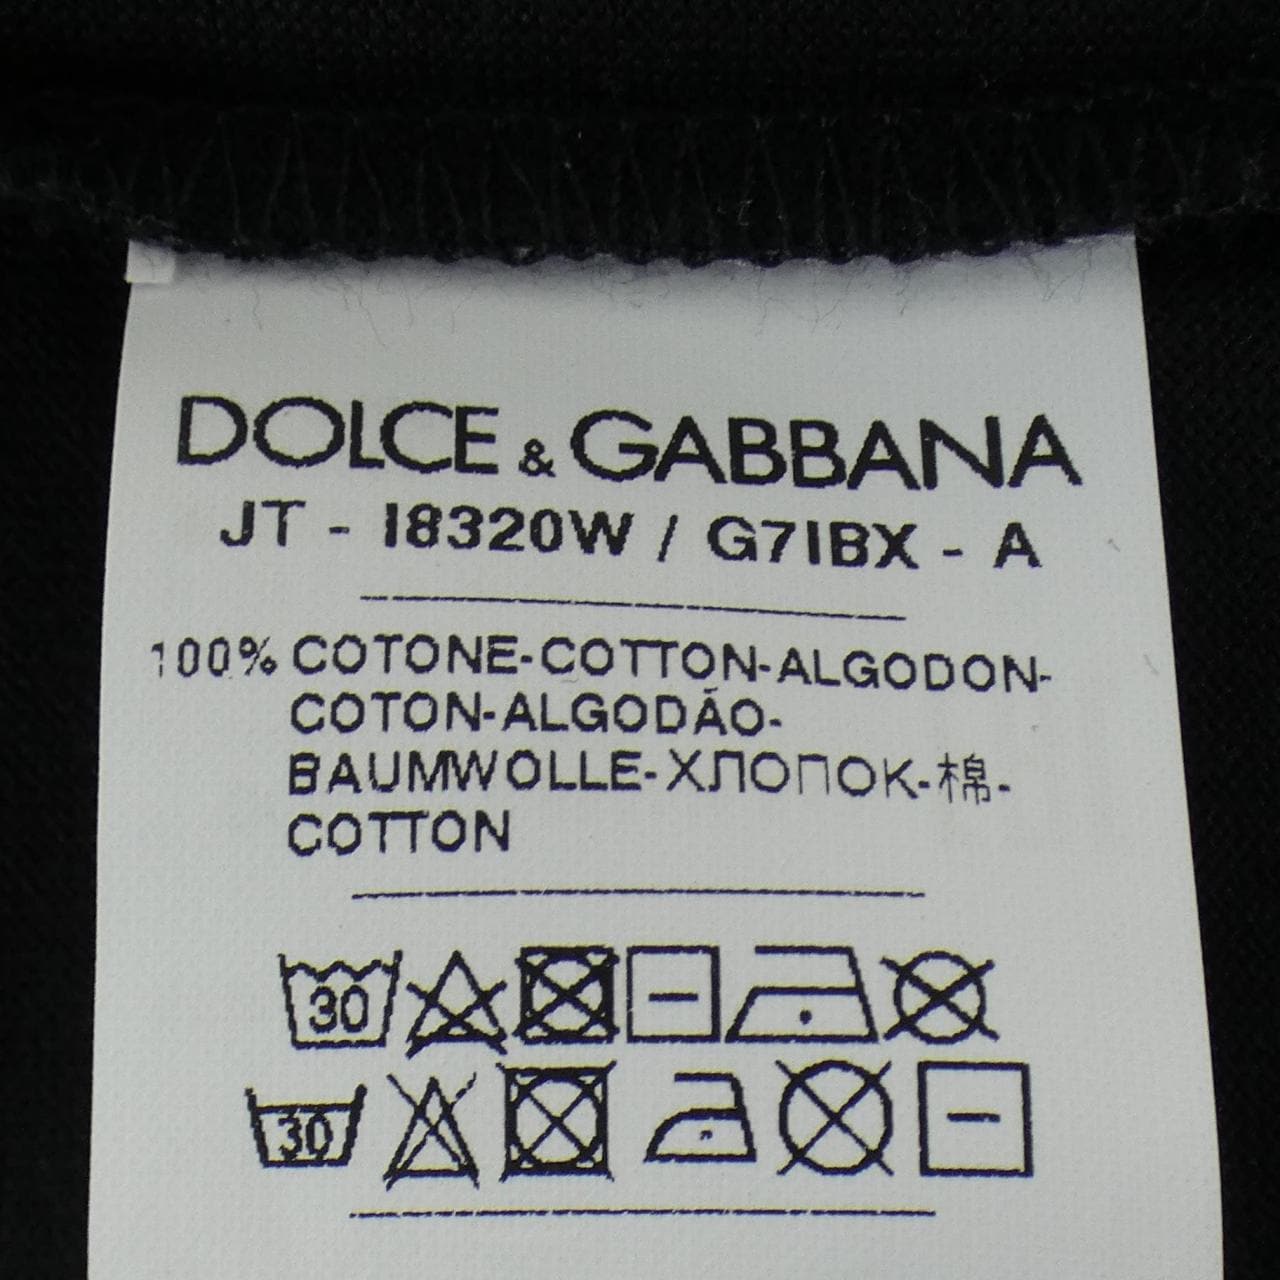 DOLCE & GABBANA
JT - I8320W / G7IBX - A
100% COTONE-COTTON-ALGODON-
COTON-ALGODÃO-
BAUMWOLLE-ХЛОПОК-棉-
COTTON
30
30